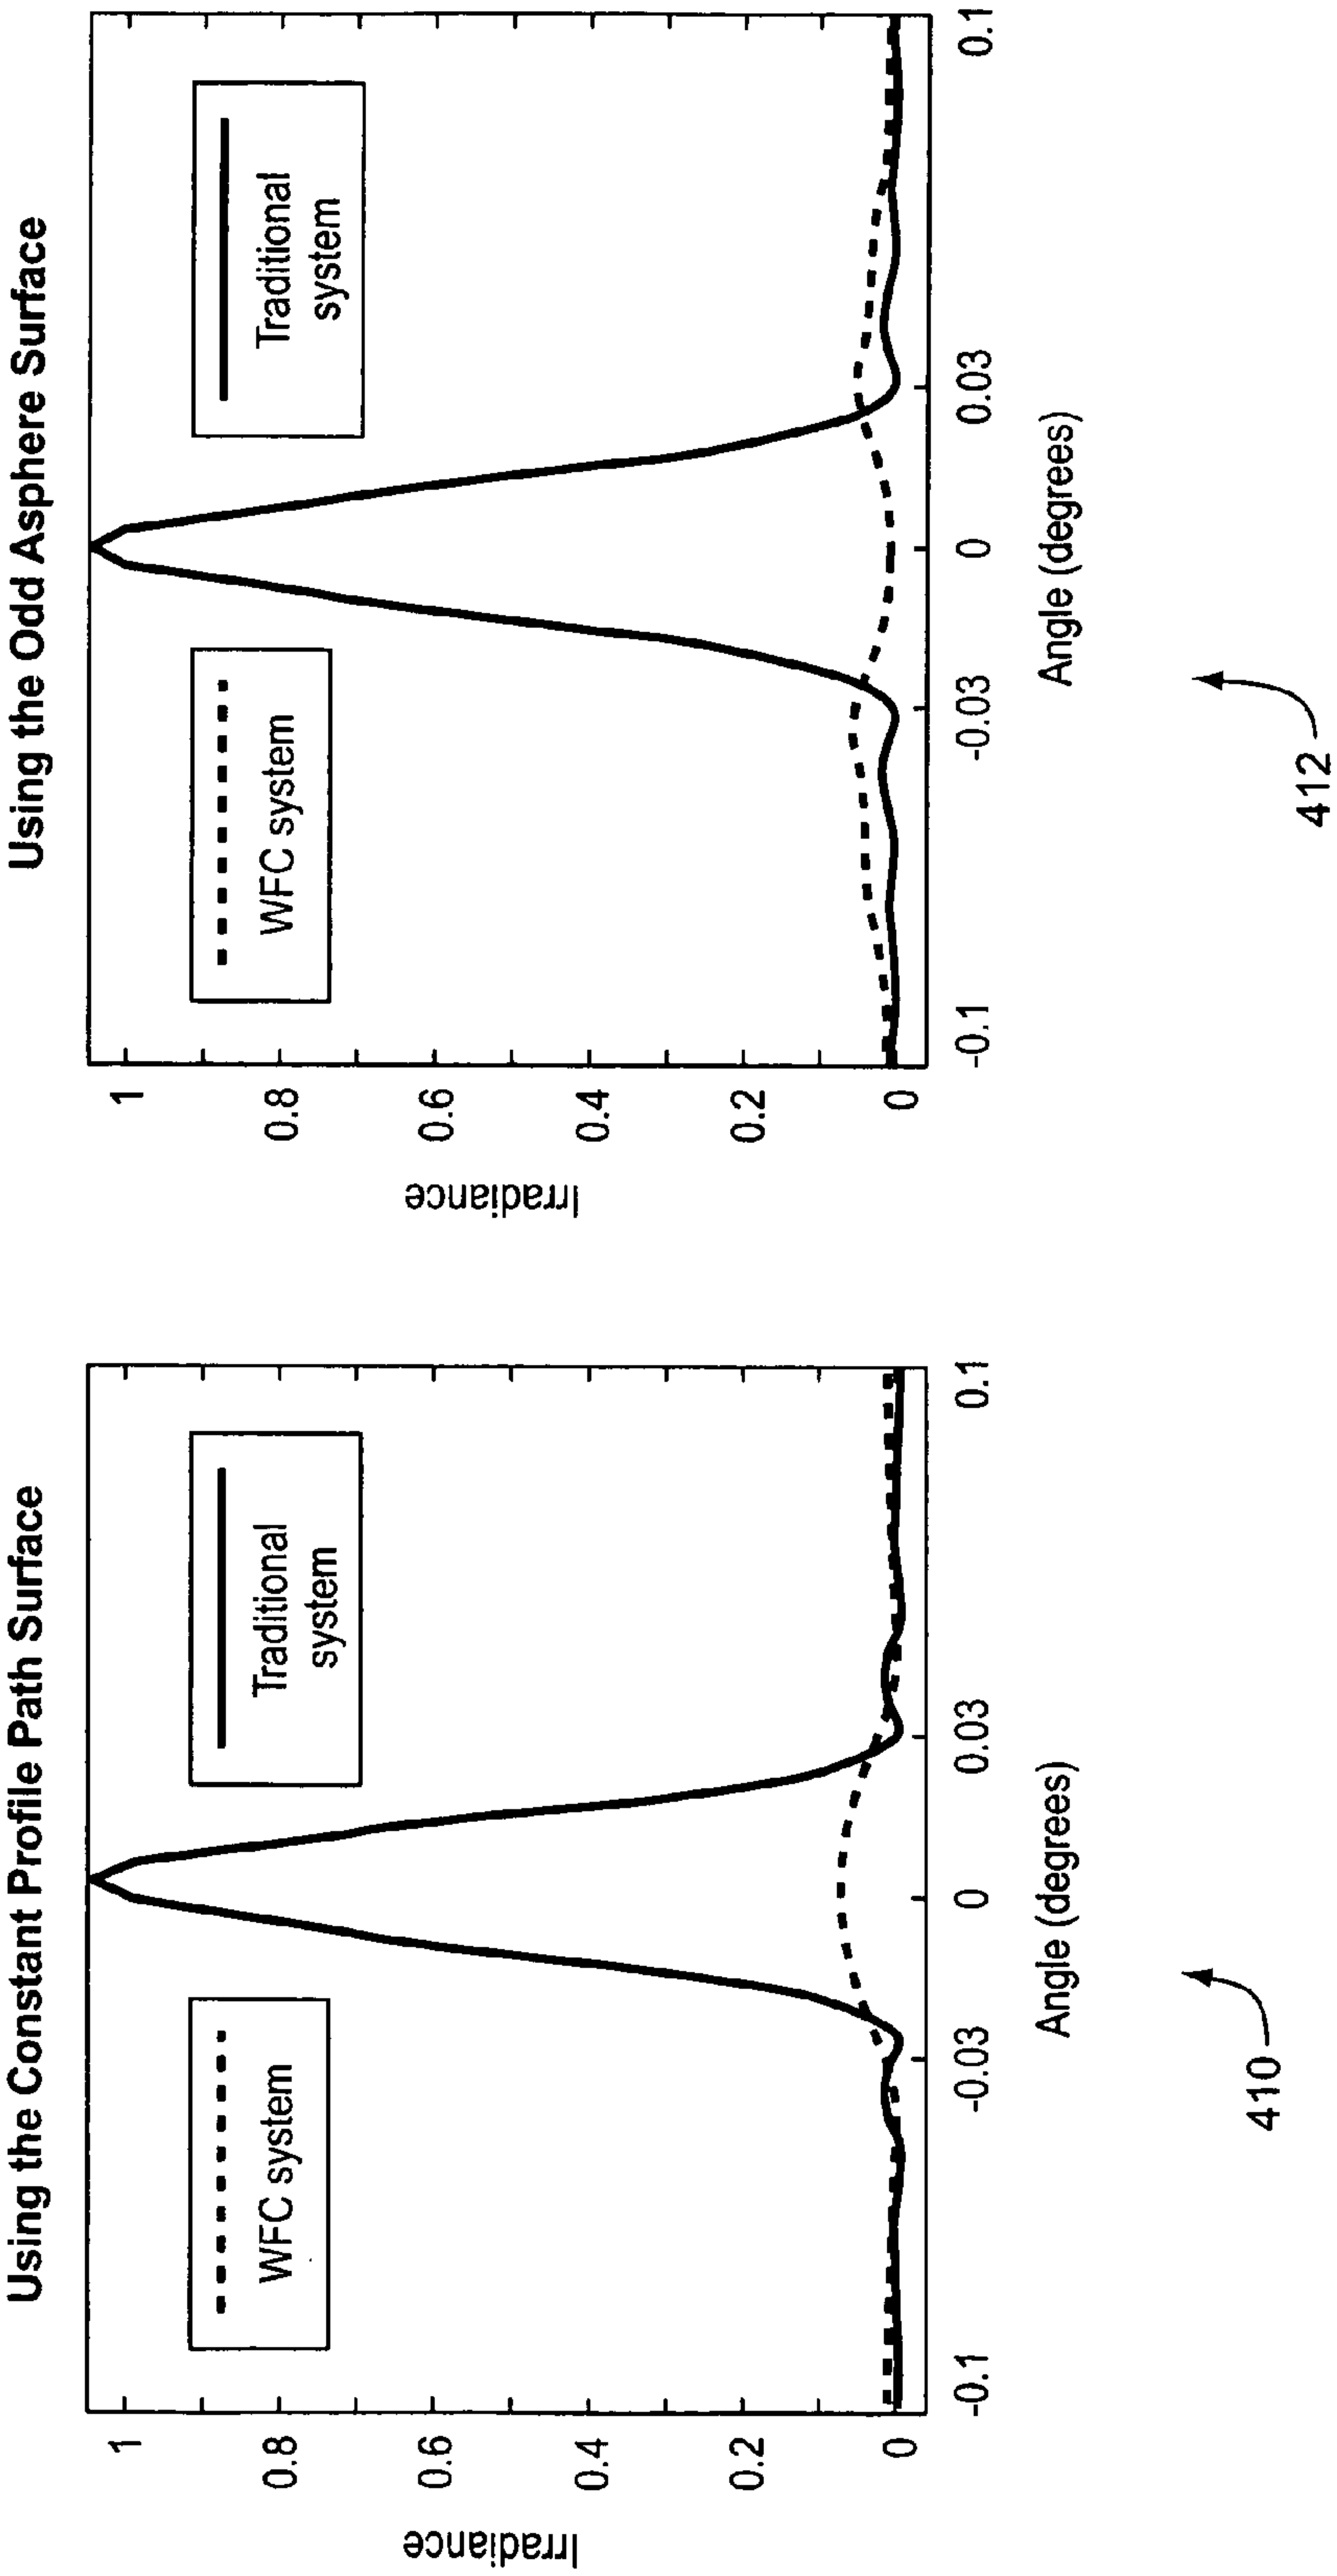 Using the Constant Profile Path Surface
Irradiance
1
0.8
0.6
0.4
0.2
0
WFC system
Traditional
system
-0.1
-0.03
0
0.03
0.1
Angle (degrees)
410
Using the Odd Asphere Surface
Irradiance
1
0.8
0.6
0.4
0.2
0
WFC system
Traditional
system
-0.1
-0.03
0
0.03
0.1
Angle (degrees)
412